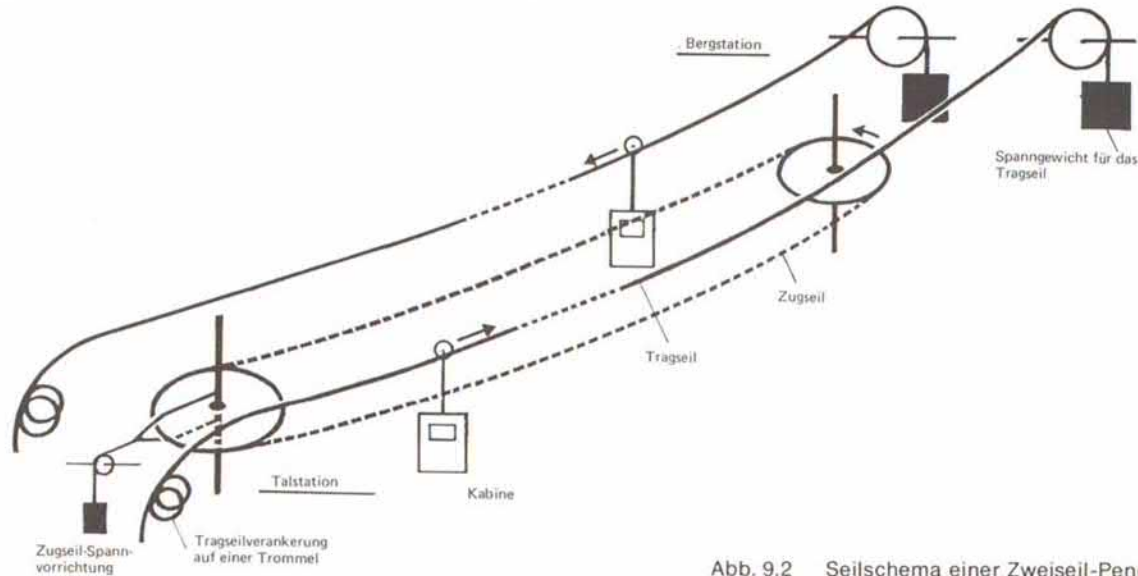 Bergstation
Spanngewicht für das
Tragseil
Zugseil
Tragseil
Kabine
Talstation
Tragseilverankerung
auf einer Trommel
Zugseil-Spann-
vorrichtung
Abb. 9.2 Seilschema einer Zweiseil-Pen